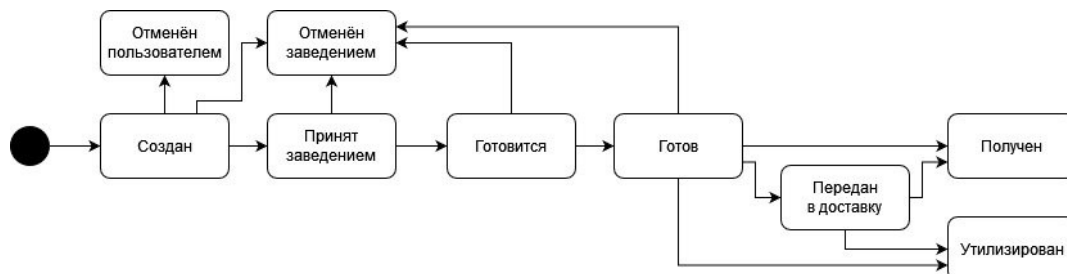 Отменён
пользователем
Отменён
заведением
Создан
Принят
заведением
Готовится
Готов
Получен
Передан
в доставку
Утилизирован